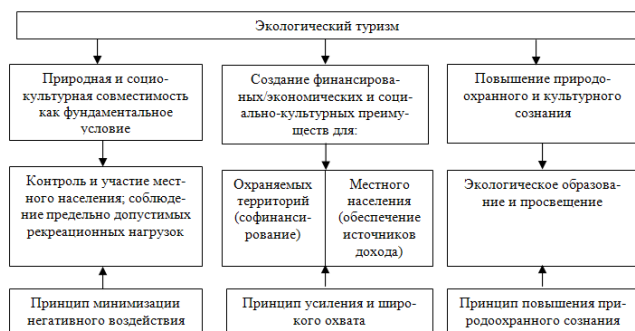 Экологический туризм
Природная и социо-
культурная совместимость
как фундаментальное
условие
Создание финансирова-
ных/экономических и соци-
ально-культурных преиму-
ществ для:
Повышение природо-
охранного и культурного
сознания
Контроль и участие мест-
ного населения; соблюде-
ние предельно допустимых
рекреационных нагрузок
Охраняемых
территорий
(софинанси-
рование)
Местного
населения
(обеспечение
источников
дохода)
Экологическое образова-
ние и просвещение
Принцип минимизации
негативного воздействия
Принцип усиления и широ-
кого охвата
Принцип повышения при-
родоохранного сознания